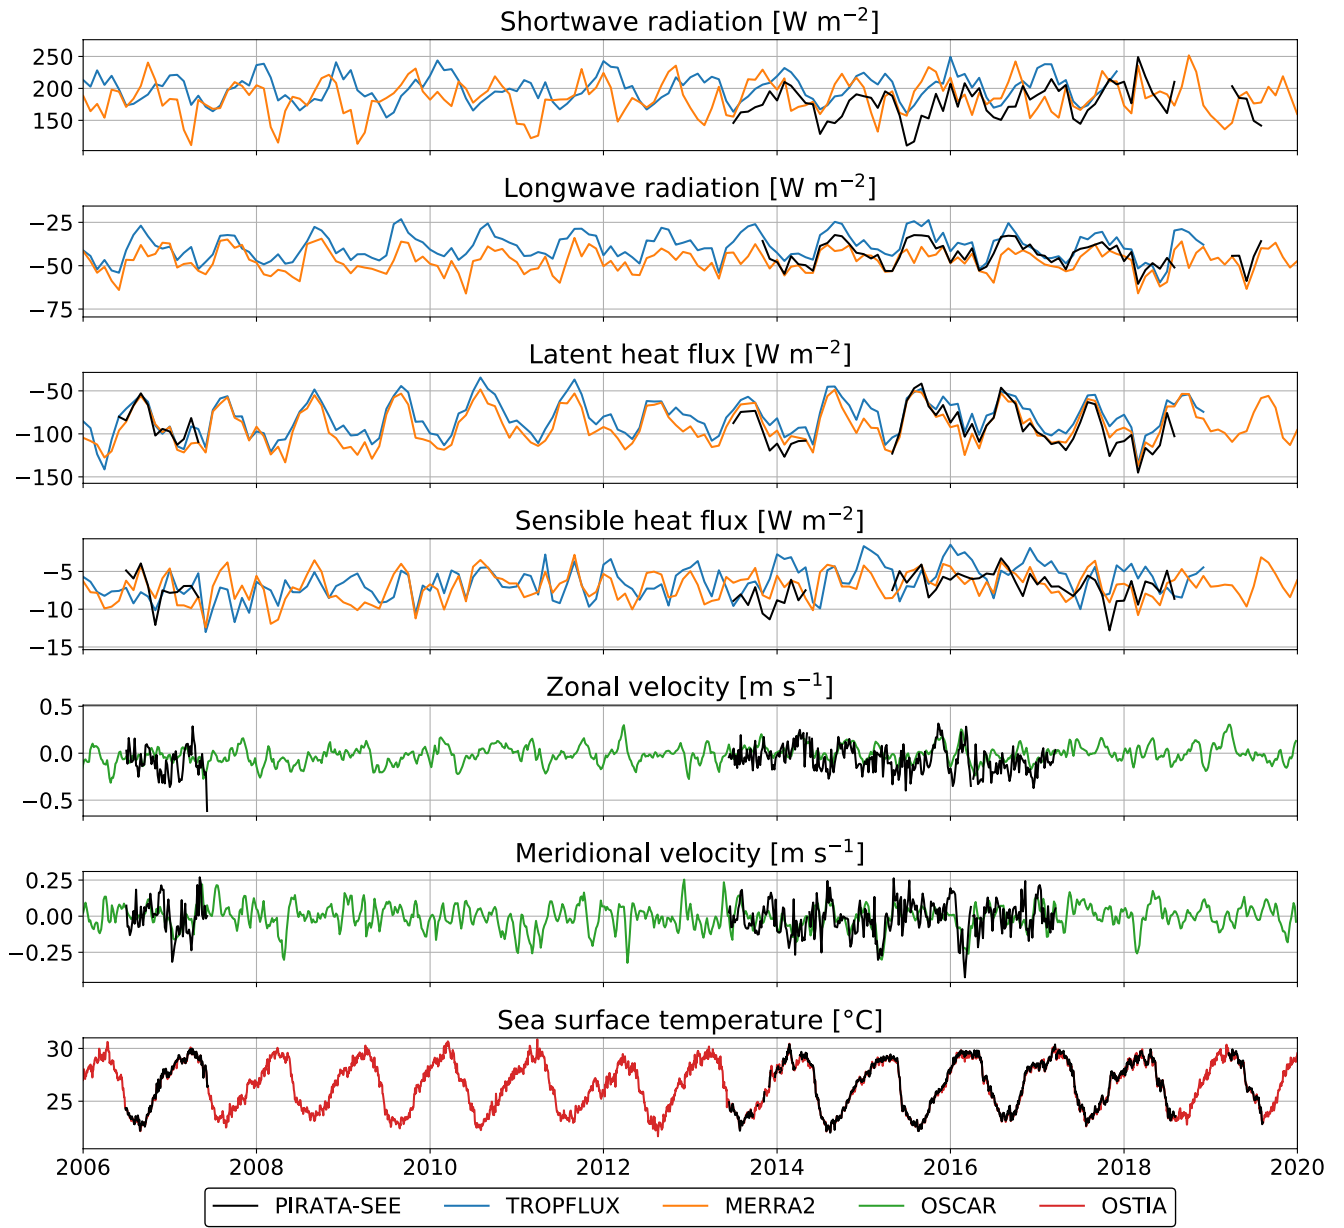 Shortwave radiation [W m⁻²]
250
200
150
Longwave radiation [W m⁻²]
−25
−50
−75
Latent heat flux [W m⁻²]
−50
−100
−150
Sensible heat flux [W m⁻²]
−5
−10
−15
Zonal velocity [m s⁻¹]
0.5
0.0
−0.5
Meridional velocity [m s⁻¹]
0.25
0.00
−0.25
Sea surface temperature [°C]
30
25
2006 2008 2010 2012 2014 2016 2018 2020
PIRATA-SEE TROPFLUX MERRA2 OSCAR OSTIA